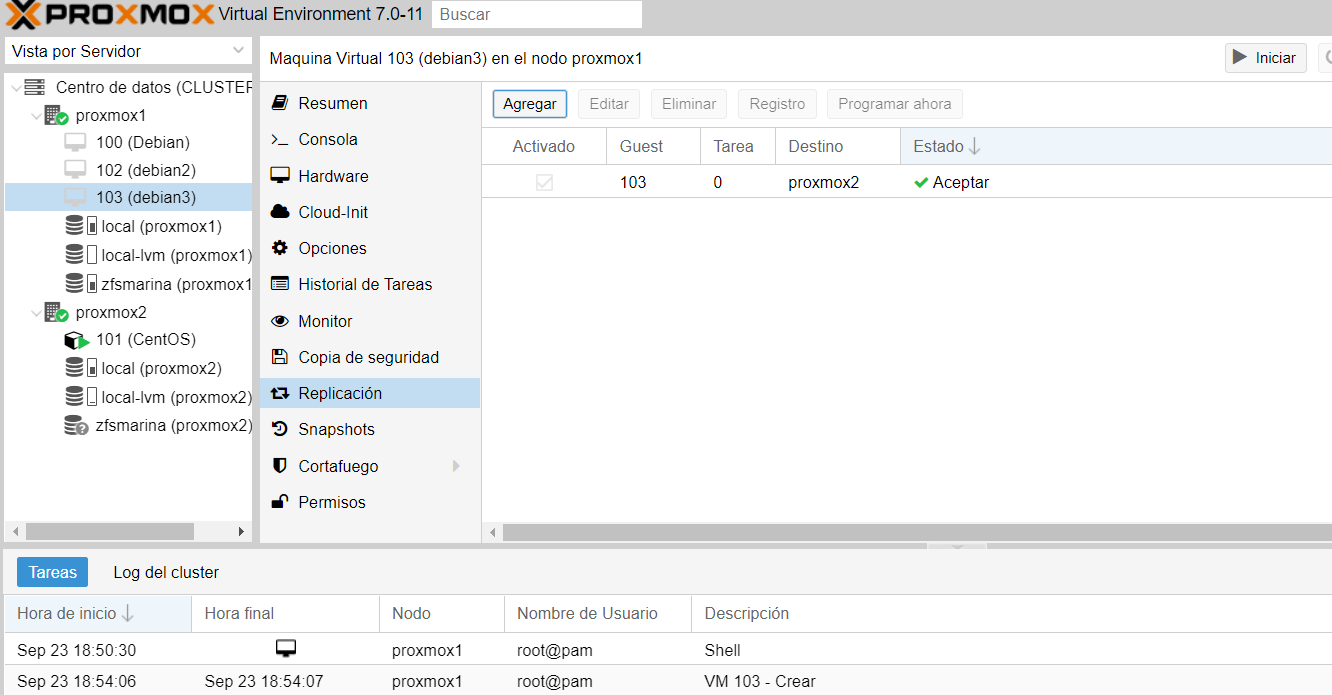 PROXMOX Virtual Environment 7.0-11 Buscar
Vista por Servidor
Maquina Virtual 103 (debian3) en el nodo proxmox1
Iniciar
Centro de datos (CLUSTER
proxmox1
100 (Debian)
102 (debian2)
103 (debian3)
local (proxmox1)
local-lvm (proxmox1)
zfsmarina (proxmox1
proxmox2
101 (CentOS)
local (proxmox2)
local-lvm (proxmox2)
zfsmarina (proxmox2)
Resumen
Consola
Hardware
Cloud-Init
Opciones
Historial de Tareas
Monitor
Copia de seguridad
Replicación
Snapshots
Cortafuego
Permisos
Agregar Editar Eliminar Registro Programar ahora
Activado Guest Tarea Destino Estado
103 0 proxmox2 Aceptar
Tareas Log del cluster
Hora de inicio Hora final Nodo Nombre de Usuario Descripción
Sep 23 18:50:30 proxmox1 root@pam Shell
Sep 23 18:54:06 Sep 23 18:54:07 proxmox1 root@pam VM 103 - Crear